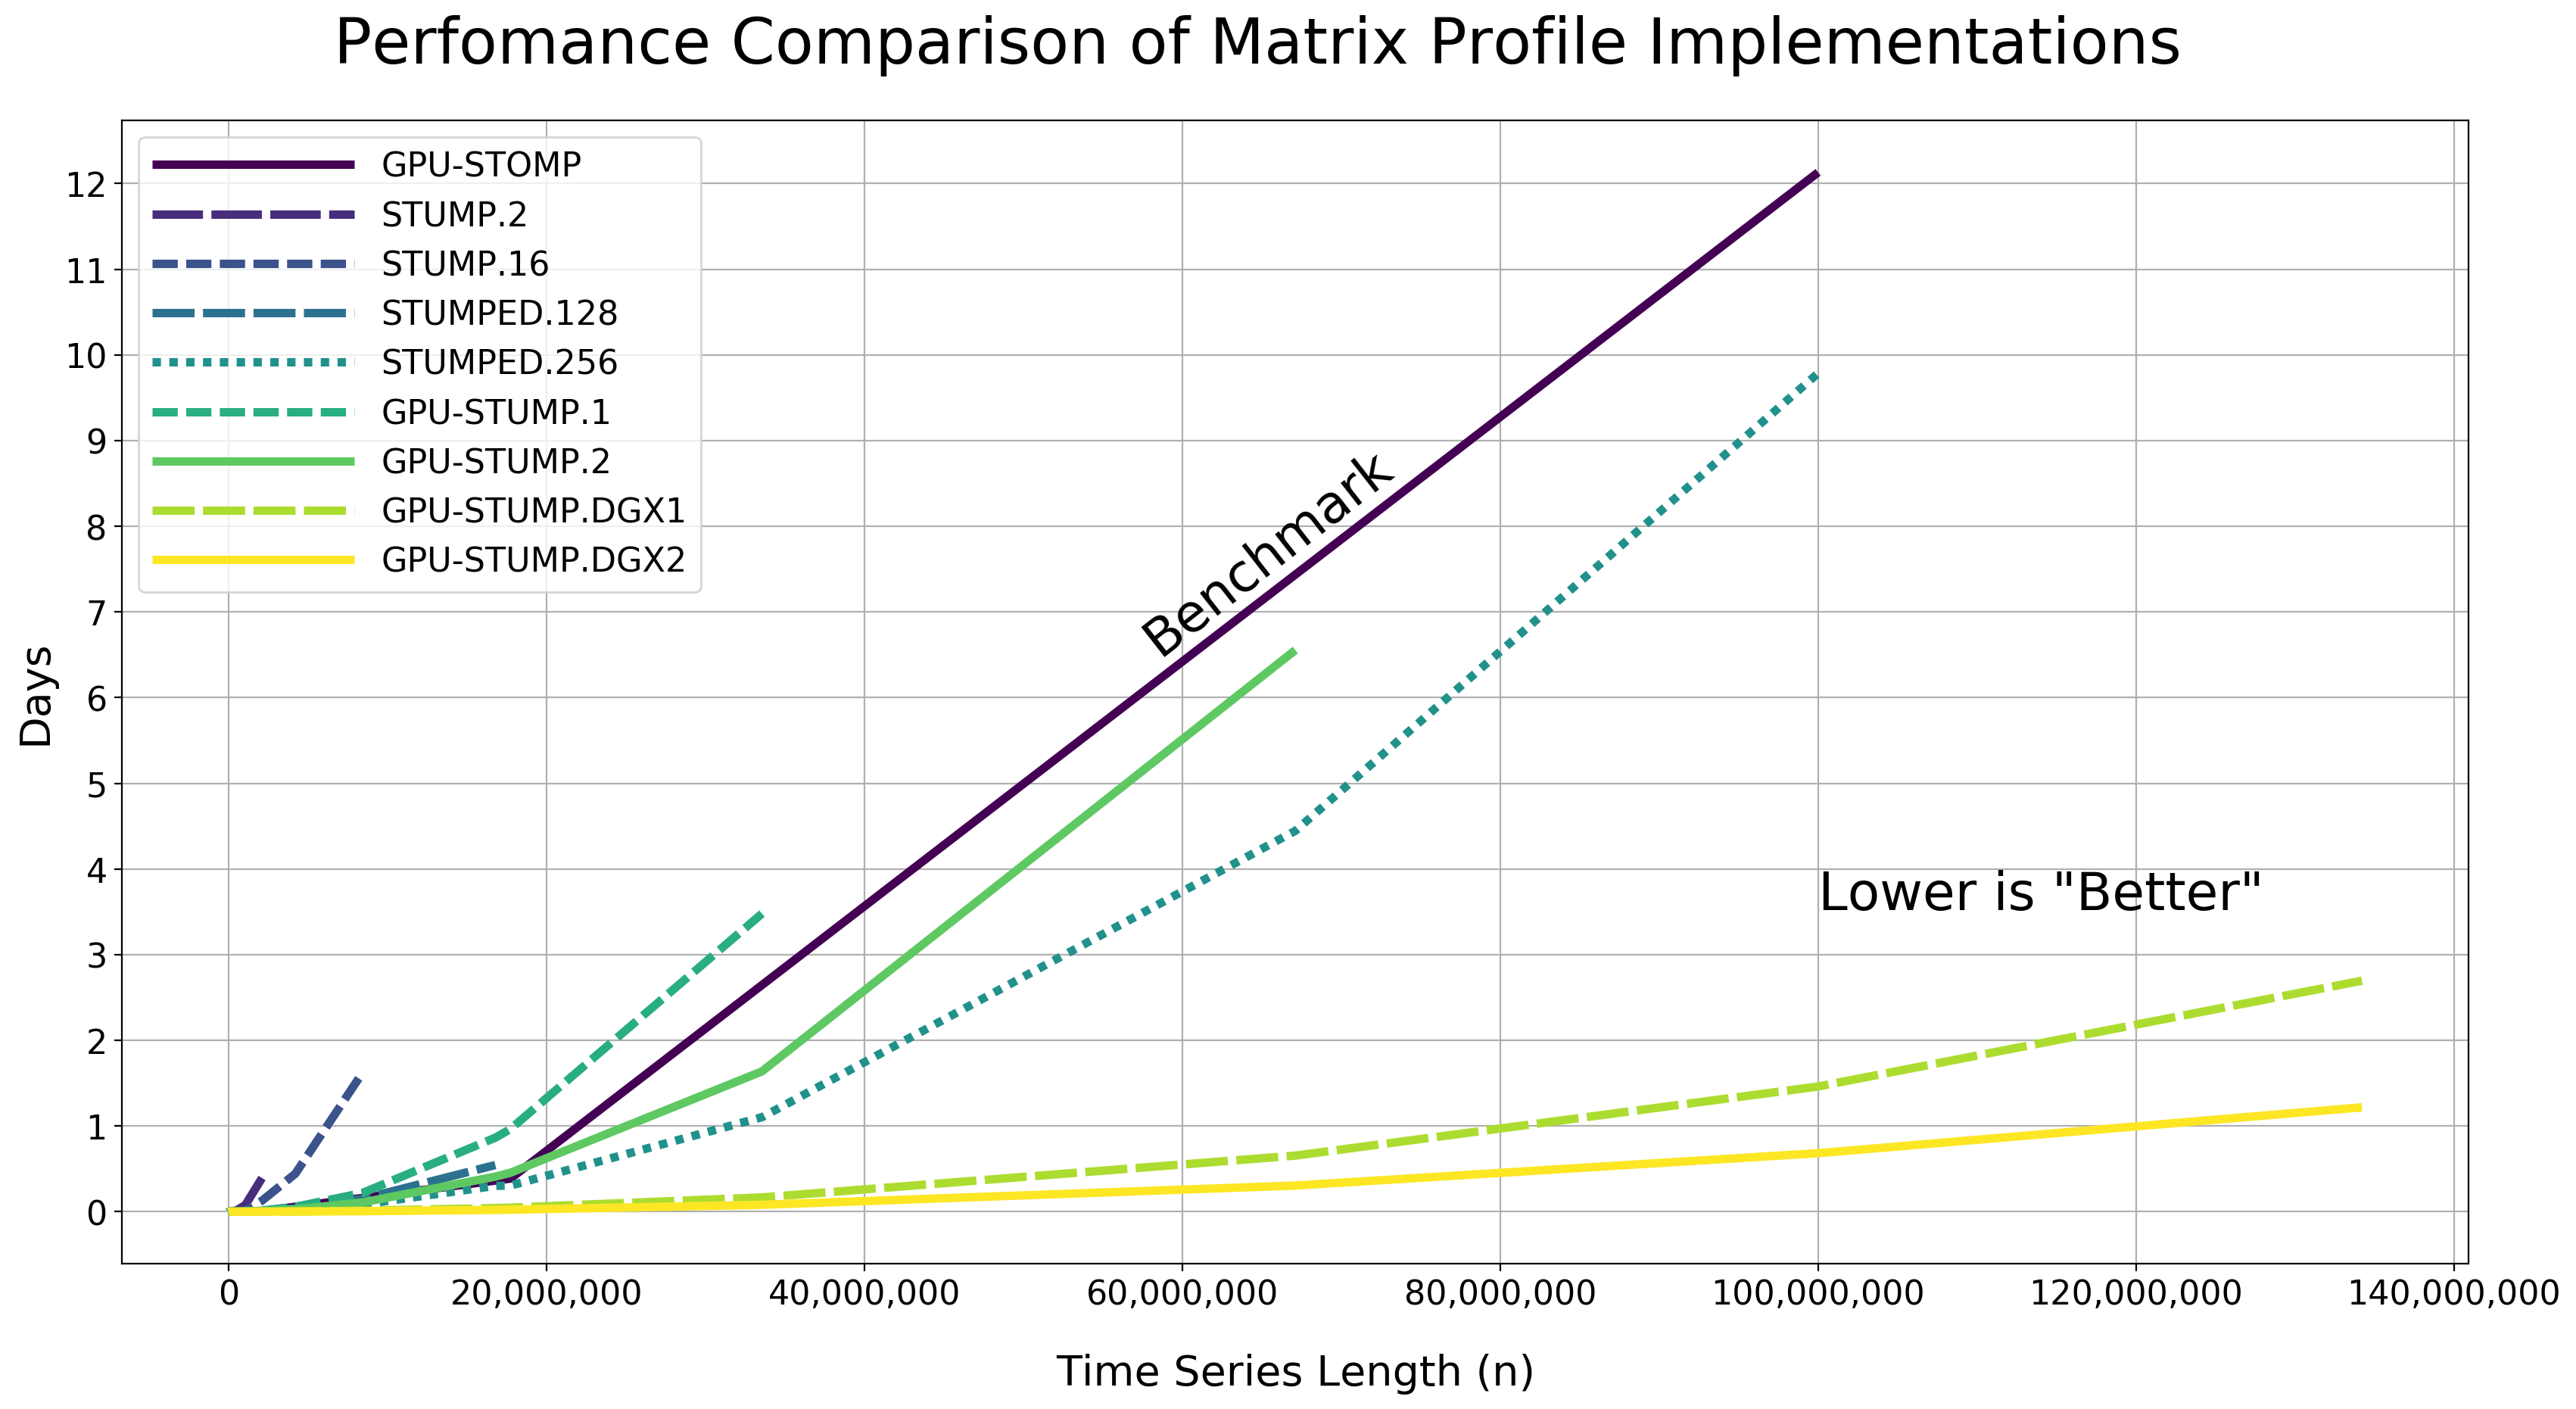 Perfomance Comparison of Matrix Profile Implementations
GPU-STOMP
STUMP.2
STUMP.16
STUMPED.128
STUMPED.256
GPU-STUMP.1
GPU-STUMP.2
GPU-STUMP.DGX1
GPU-STUMP.DGX2
12
11
10
9
8
7
6
5
4
3
2
1
0
Days
Benchmark
Lower is "Better"
0
20,000,000
40,000,000
60,000,000
80,000,000
100,000,000
120,000,000
140,000,000
Time Series Length (n)